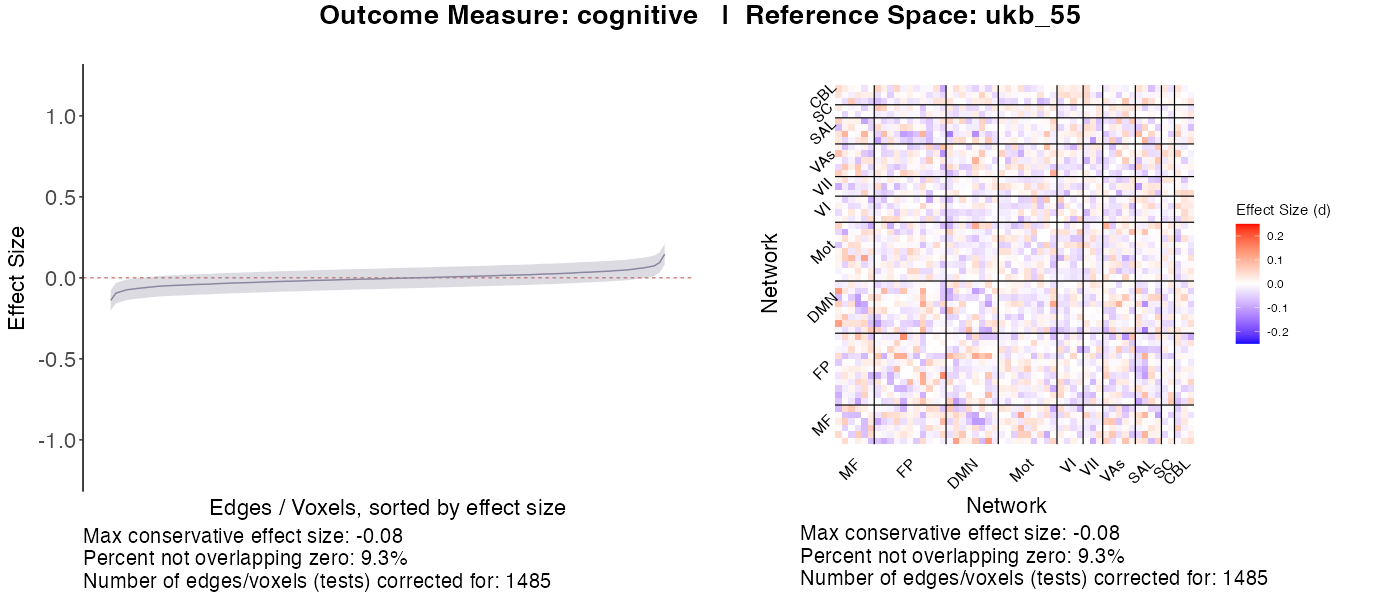 Outcome Measure: cognitive | Reference Space: ukb_55
1.0
0.5
0.0
-0.5
-1.0
Effect Size
Edges / Voxels, sorted by effect size
Max conservative effect size: -0.08
Percent not overlapping zero: 9.3%
Number of edges/voxels (tests) corrected for: 1485
CBL
SC
SAL
VAs
VII
VI
Mot
DMN
FP
MF
Network
MF
FP
DMN
Mot
VI
VII
VAs
SAL
SC
CBL
Network
Max conservative effect size: -0.08
Percent not overlapping zero: 9.3%
Number of edges/voxels (tests) corrected for: 1485
Effect Size (d)
0.2
0.1
0.0
-0.1
-0.2